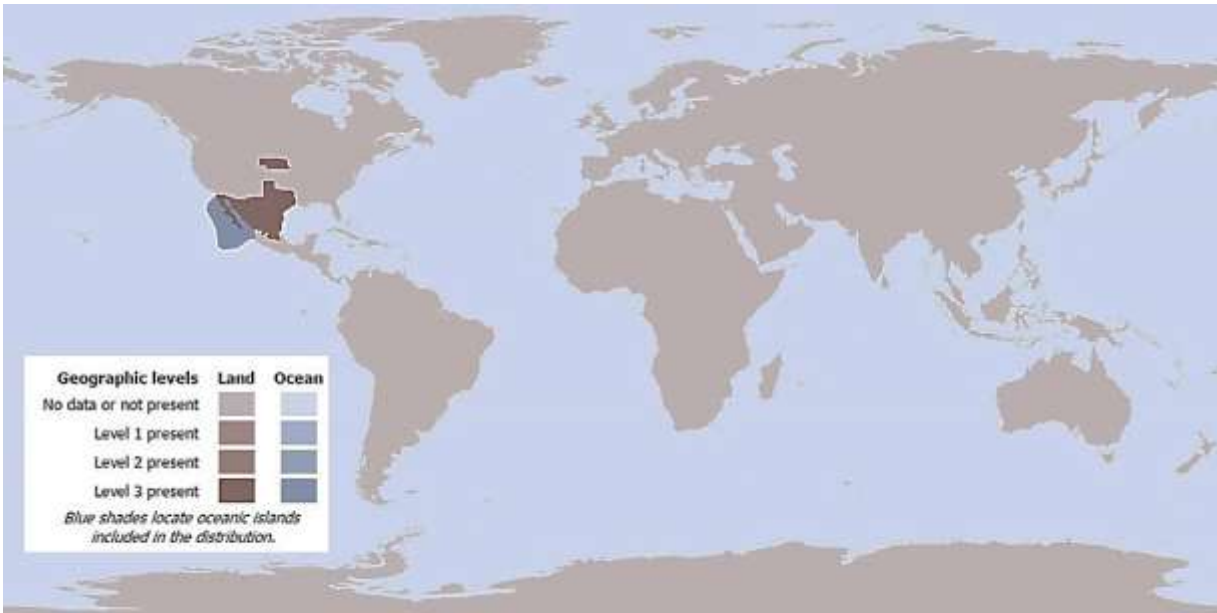 Geographic levels Land Ocean
No data or not present
Level 1 present
Level 2 present
Level 3 present
Blue shades locate oceanic islands
included in the distribution.